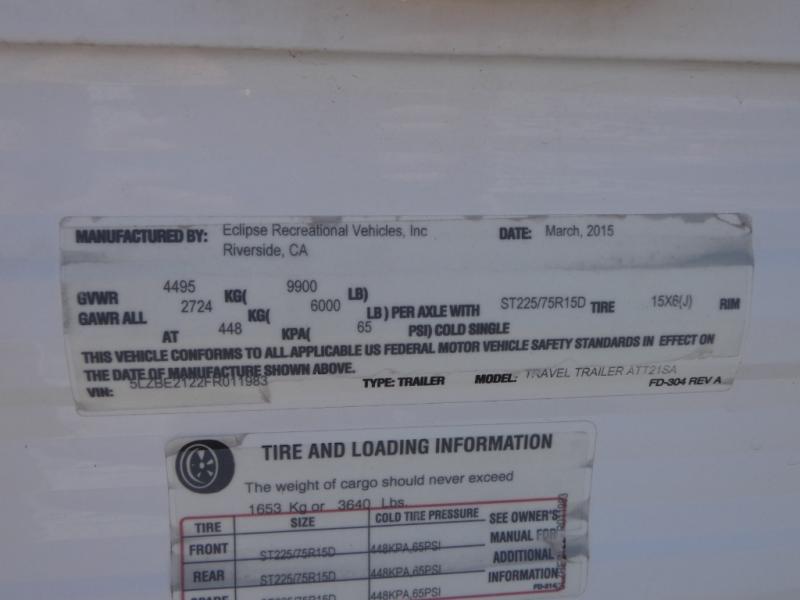 MANUFACTURED BY: Eclipse Recreational Vehicles, Inc DATE: March, 2015
Riverside, CA
GVWR 4495 KG( 9900 LB)
GAWR ALL 2724 KG( 6000 LB) PER AXLE WITH ST225/75R15D TIRE 15X6(J) RIM
AT 448 KPA( 65 PSI) COLD SINGLE
THIS VEHICLE CONFORMS TO ALL APPLICABLE US FEDERAL MOTOR VEHICLE SAFETY STANDARDS IN EFFECT ON
THE DATE OF MANUFACTURE SHOWN ABOVE.
VIN: 5LZBE2122FR011983 TYPE: TRAILER MODEL: TRAVEL TRAILER ATT21SA
FD-304 REV A
TIRE AND LOADING INFORMATION
The weight of cargo should never exceed
1653 Kg or 3640 Lbs.
TIRE SIZE COLD TIRE PRESSURE SEE OWNER'S
FRONT ST225/75R15D 448KPA,65PSI MANUAL FOR
ADDITIONAL
REAR ST225/75R15D 448KPA,65PSI INFORMATION
SPARE ST225/75R15D 448KPA,65PSI